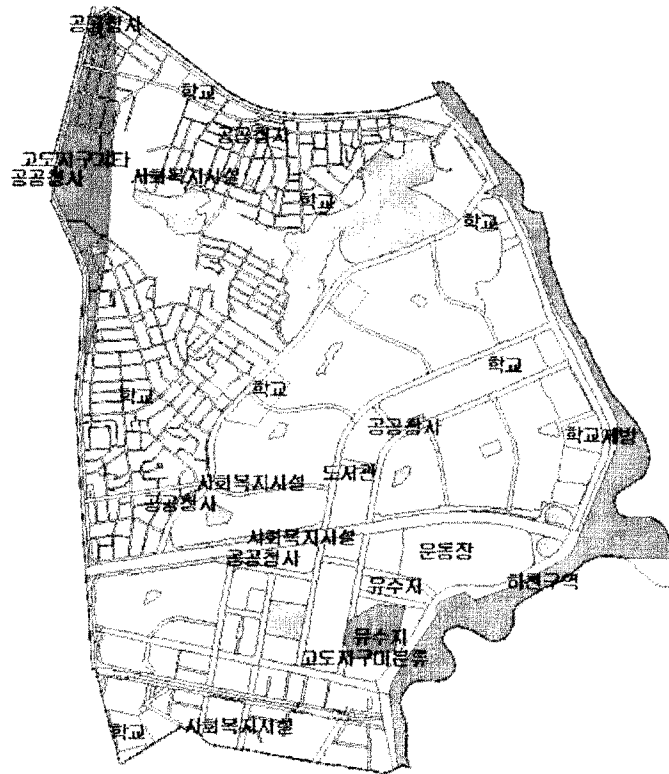 공공청사
학교
공공청사
고도지구기타
공공청사
사회복지시설
학교
학교
학교
학교
학교
공공청사
학교제방
도서관
사회복지시설
공공청사
사회복지시설
공공청사
운동장
유수지
하천구역
유수지
고도지구미분류
학교
사회복지시설